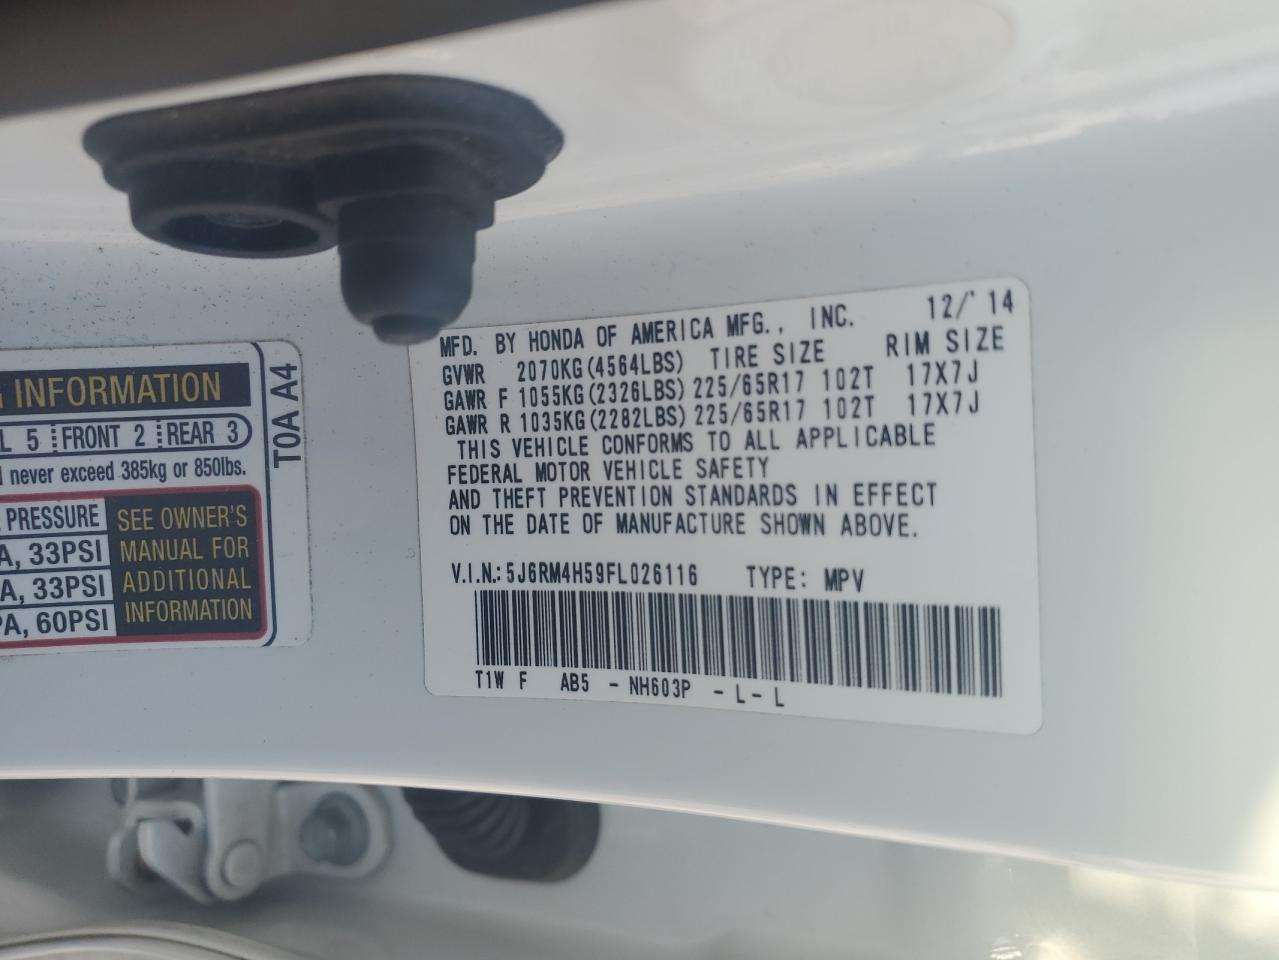 G INFORMATION
L 5 FRONT 2 REAR 3
never exceed 385kg or 850lbs.
PRESSURE
A, 33PSI
A, 33PSI
PA, 60PSI
SEE OWNER'S
MANUAL FOR
ADDITIONAL
INFORMATION
T0A A4
MFD. BY HONDA OF AMERICA MFG., INC. 12/'14
GVWR 2070KG(4564LBS) TIRE SIZE RIM SIZE
GAWR F 1055KG(2326LBS) 225/65R17 102T 17X7J
GAWR R 1035KG(2282LBS) 225/65R17 102T 17X7J
THIS VEHICLE CONFORMS TO ALL APPLICABLE
FEDERAL MOTOR VEHICLE SAFETY
AND THEFT PREVENTION STANDARDS IN EFFECT
ON THE DATE OF MANUFACTURE SHOWN ABOVE.
V.I.N.: 5J6RM4H59FL026116 TYPE: MPV
T1W F AB5 - NH603P - L - L